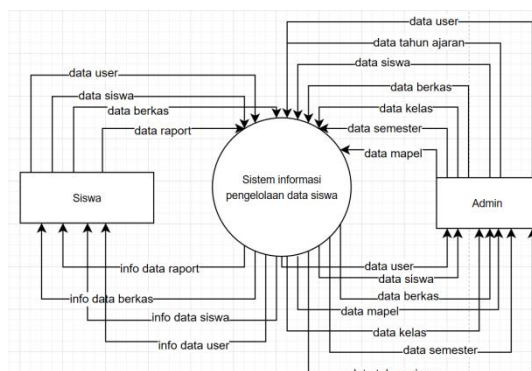 data user
data tahun ajaran
data user
data siswa
data siswa
data berkas
data berkas
data kelas
data raport
data semester
data mapel
Sistem informasi
pengelolaan data siswa
Siswa
Admin
info data raport
data user
data siswa
info data berkas
data berkas
data mapel
info data siswa
data kelas
info data user
data semester